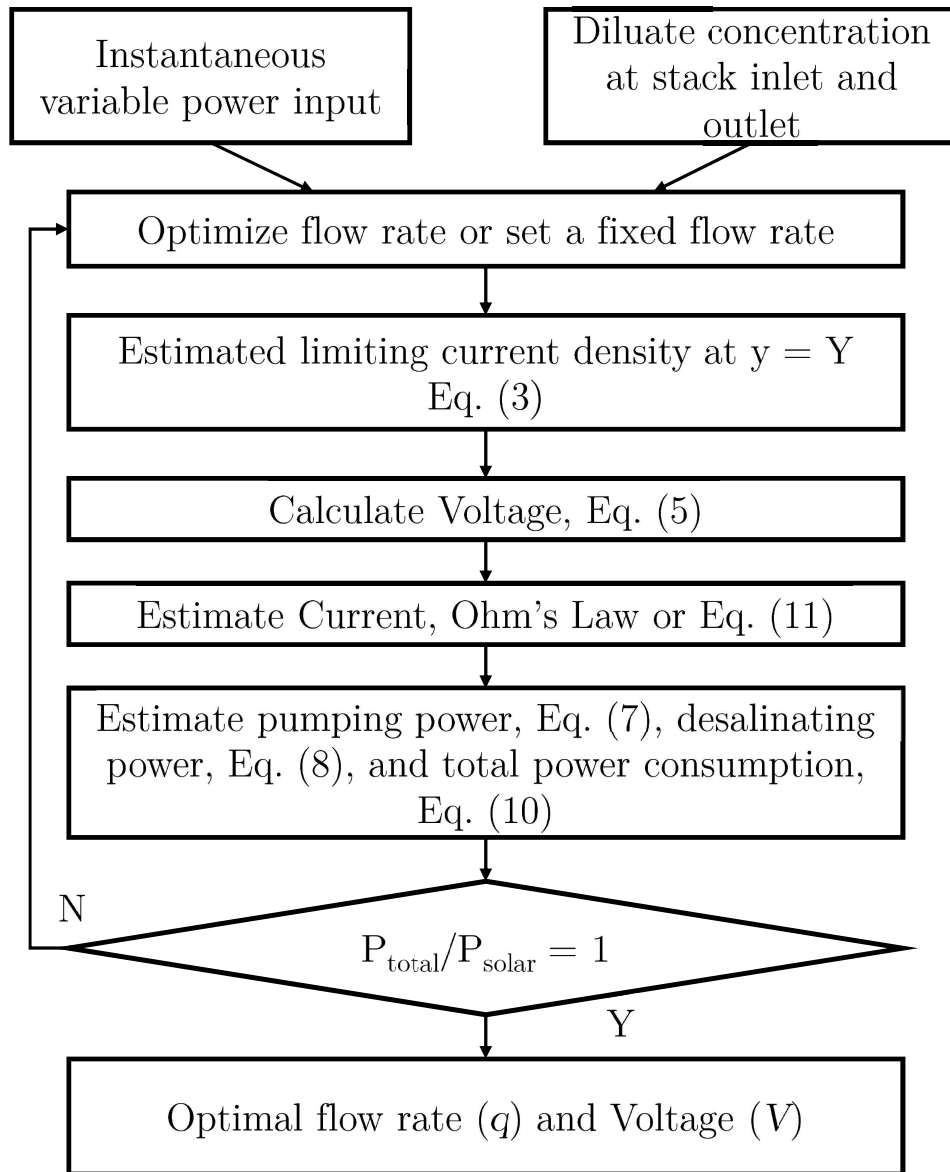 Instantaneous
variable power input
Diluate concentration
at stack inlet and
outlet
Optimize flow rate or set a fixed flow rate
Estimated limiting current density at y = Y
Eq. (3)
Calculate Voltage, Eq. (5)
Estimate Current, Ohm's Law or Eq. (11)
Estimate pumping power, Eq. (7), desalinating
power, Eq. (8), and total power consumption,
Eq. (10)
N
P_total/P_solar = 1
Y
Optimal flow rate (q) and Voltage (V)